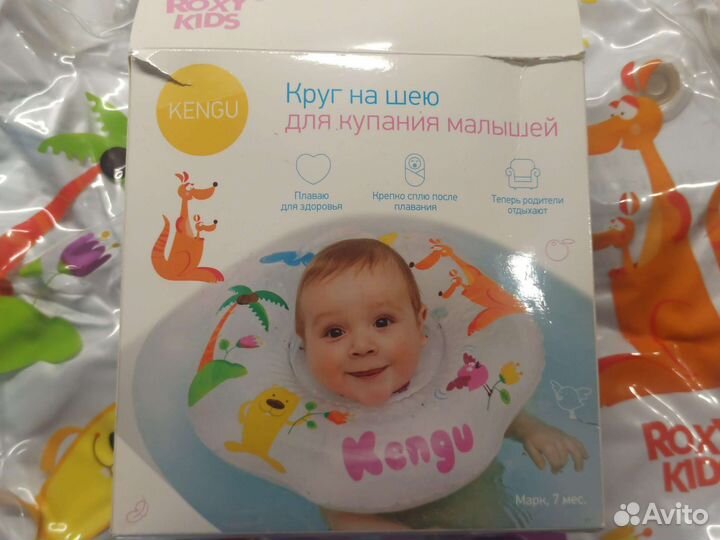 ROXY
KIDS
KENGU
Круг на шею
для купания малышей
Плаваю
для здоровья
Крепко сплю после
плавания
Теперь родители
отдыхают
Kengu
Марк, 7 мес.
ROXY
KIDS
Avito